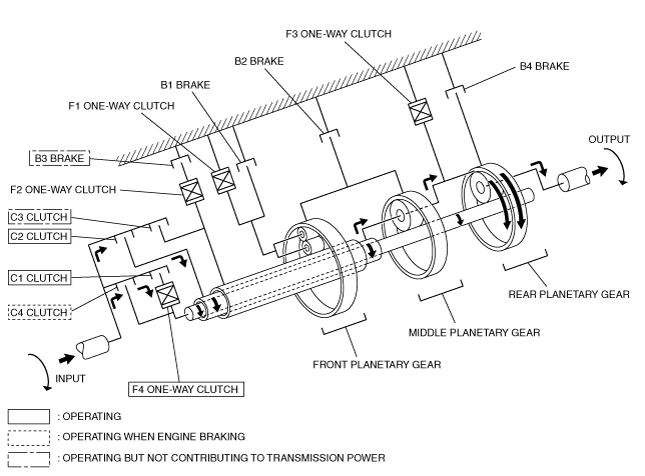 F3 ONE-WAY CLUTCH
B2 BRAKE
B4 BRAKE
B1 BRAKE
F1 ONE-WAY CLUTCH
OUTPUT
B3 BRAKE
F2 ONE-WAY CLUTCH
C3 CLUTCH
C2 CLUTCH
C1 CLUTCH
C4 CLUTCH
REAR PLANETARY GEAR
MIDDLE PLANETARY GEAR
FRONT PLANETARY GEAR
INPUT
F4 ONE-WAY CLUTCH
: OPERATING
: OPERATING WHEN ENGINE BRAKING
: OPERATING BUT NOT CONTRIBUTING TO TRANSMISSION POWER